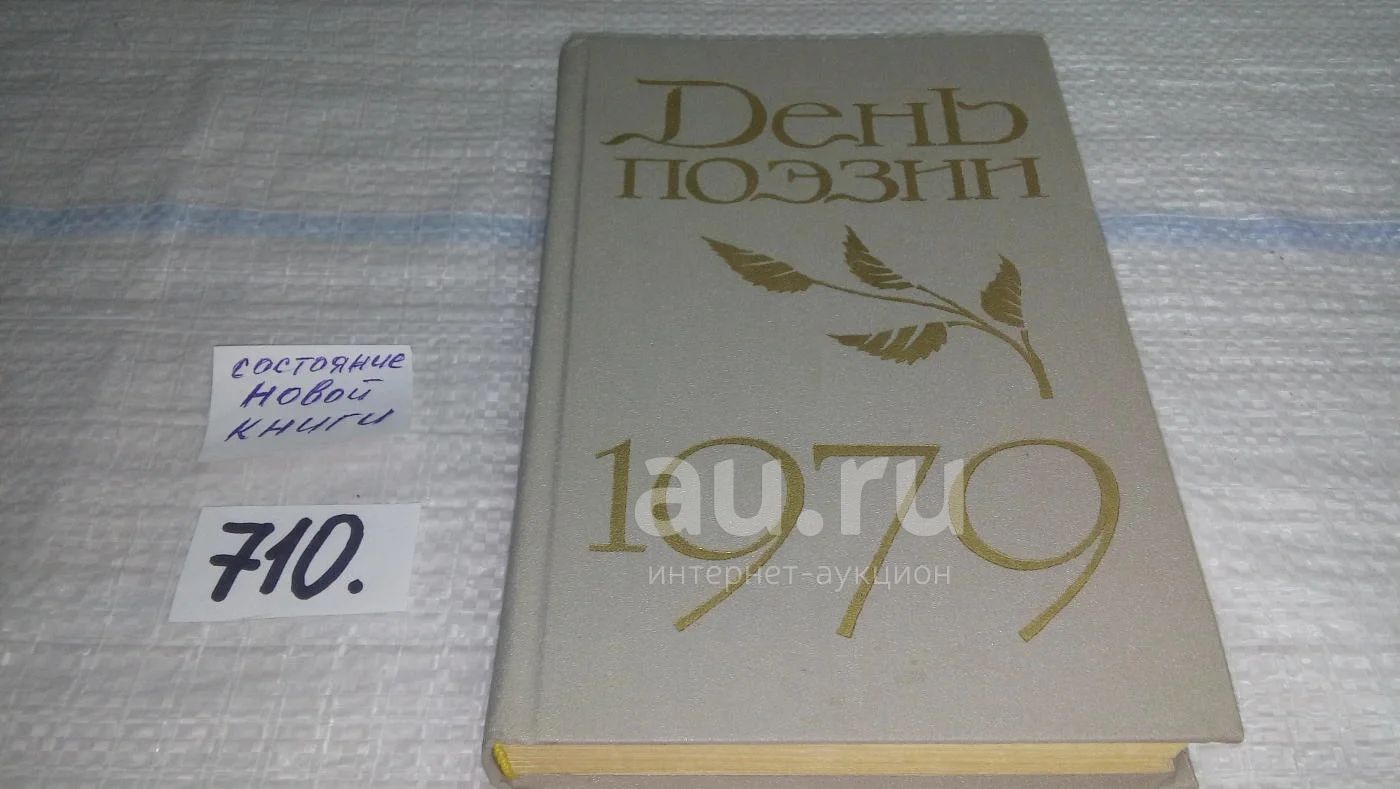 День
поэзии
1979
au.ru
интернет-аукцион
состояние
новой
книги
710.